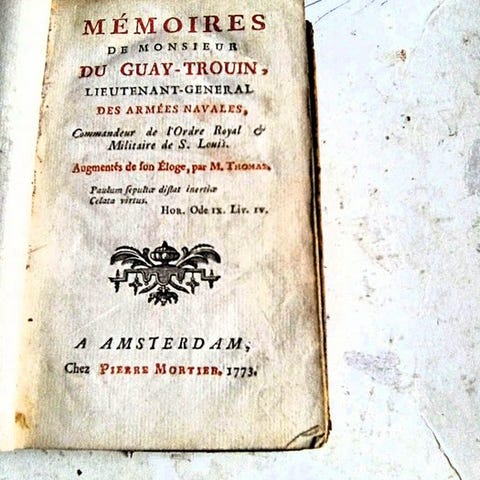 MÉMOIRES
DE MONSIEUR
DU GUAY-TROUIN,
LIEUTENANT-GENERAL
DES ARMÉES NAVALES,
Commandeur de l'Ordre Royal &
Militaire de S. Louis.
Augmentés de son Éloge, par M. THOMAS.
Paulum sepultæ distat inertiæ
Celata virtus.
HOR. Ode IX. Liv. IV.
A AMSTERDAM,
Chez PIERRE MORTIER. 1773.